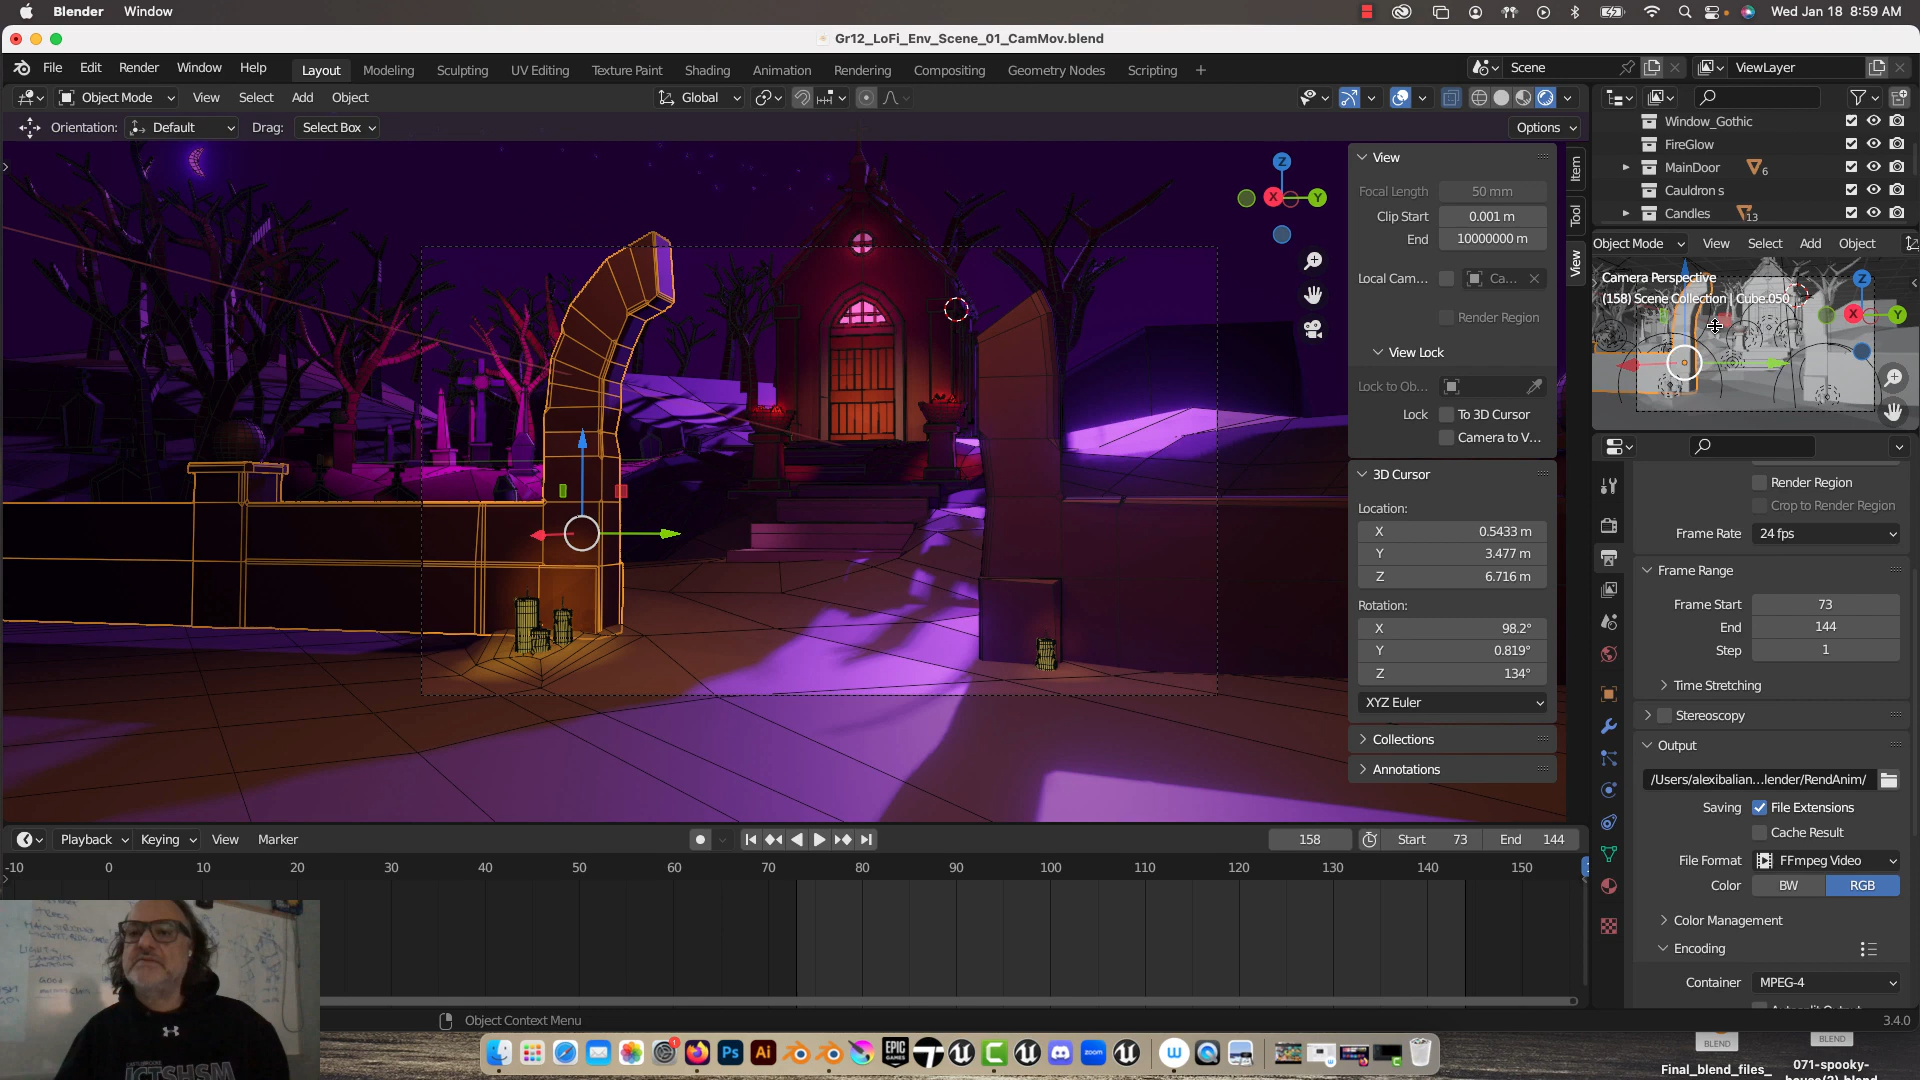 Blender Window
Wed Jan 18 8:59 AM
Gr12_LoFi_Env_Scene_01_CamMov.blend
File Edit Render Window Help
Layout Modeling Sculpting UV Editing Texture Paint Shading Animation Rendering Compositing Geometry Nodes Scripting +
Scene
ViewLayer
Object Mode View Select Add Object
Global
Orientation: Default Drag: Select Box
Options
Window_Gothic
FireGlow
MainDoor 6
Cauldron s
Candles 13
Z
X
Y
View
Focal Length 50 mm
Clip Start 0.001 m
End 10000000 m
Local Cam... Ca...
Render Region
View Lock
Lock to Ob...
Lock To 3D Cursor
Camera to V...
3D Cursor
Location:
X 0.5433 m
Y 3.477 m
Z 6.716 m
Rotation:
X 98.2°
Y 0.819°
Z 134°
XYZ Euler
Collections
Annotations
Item
Tool
View
Object Mode View Select Add Object
Camera Perspective
(158) Scene Collection | Cube.050
Z
X
Y
Render Region
Crop to Render Region
Frame Rate 24 fps
Frame Range
Frame Start 73
End 144
Step 1
Time Stretching
Stereoscopy
Output
/Users/alexibalian...lender/RendAnim/
Saving File Extensions
Cache Result
File Format FFmpeg Video
Color BW RGB
Color Management
Encoding
Container MPEG-4
Playback Keying View Marker
158 Start 73 End 144
-10 0 10 20 30 40 50 60 70 80 90 100 110 120 130 140 150
Object Context Menu
3.4.0
Ps Ai EPIC GAMES zoom
BLEND
BLEND
Final_blend_files_
071-spooky-